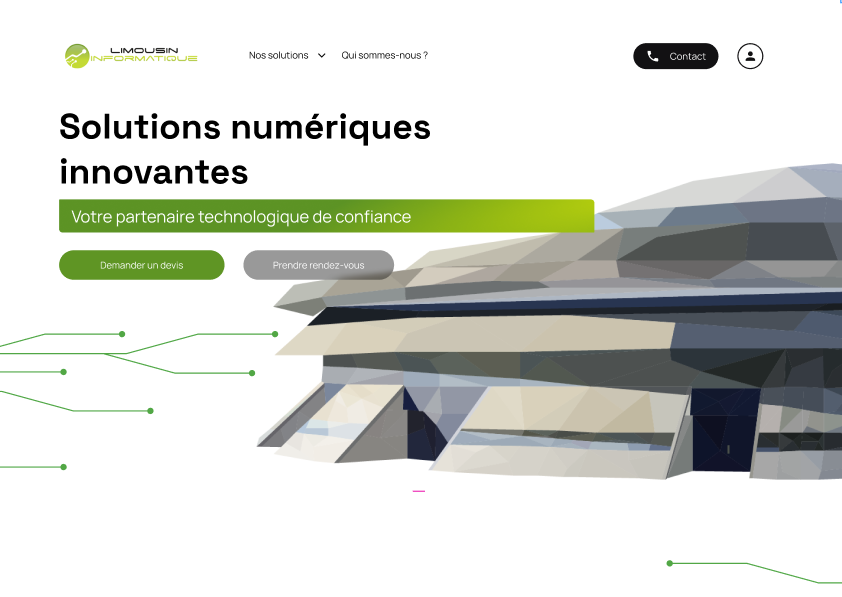 LIMOUSIN
INFORMATIQUE
Nos solutions
Qui sommes-nous ?
Contact
Solutions numériques
innovantes
Votre partenaire technologique de confiance
Demander un devis
Prendre rendez-vous